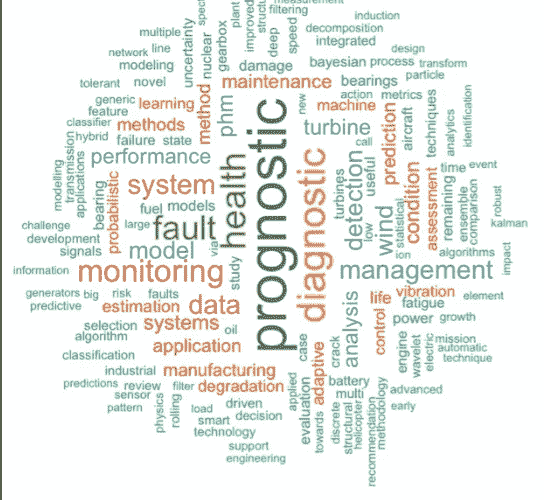 measurement
spect
plant
structu
filtering
induction
multiple
uncertainty
gearbox
improved
deep
speed
decomposition
integrated
network
line
nuclear
design
modeling
damage
bayesian
process
transform
tolerant
novel
method
maintenance
bearings
particle
generic
learning
phm
new
action
metrics
feature
machine
classifier
methods
prediction
aircraft
techniques
analytics
identification
hybrid
failure
state
turbine
call
transmission
performance
prognostic
detection
useful
modelling
applications
health
diagnostic
turbines
condition
assessment
time
event
bearing
probabilistic
system
low
statistical
remaining
ensemble
comparison
robust
fuel
models
wind
kalman
challenge
large
fault
development
signals
model
via
ion
algorithms
information
monitoring
study
management
impact
generators
big
risk
faults
data
analysis
life
vibration
element
predictive
estimation
fatigue
selection
systems
oil
control
power
growth
algorithm
application
case
crack
engine
wavelet
electric
mission
automatic
technique
classification
industrial
manufacturing
adaptive
predictions
review
filter
degradation
battery
advanced
sensor
applied
evaluation
multi
pattern
physics
rolling
load
driven
early
smart
decision
towards
discrete
structural
helicopter
recommendation
methodology
technology
support
engineering